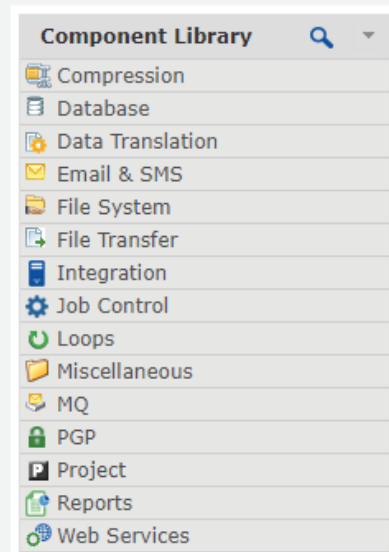 Component Library
Compression
Database
Data Translation
Email & SMS
File System
File Transfer
Integration
Job Control
Loops
Miscellaneous
MQ
PGP
Project
Reports
Web Services